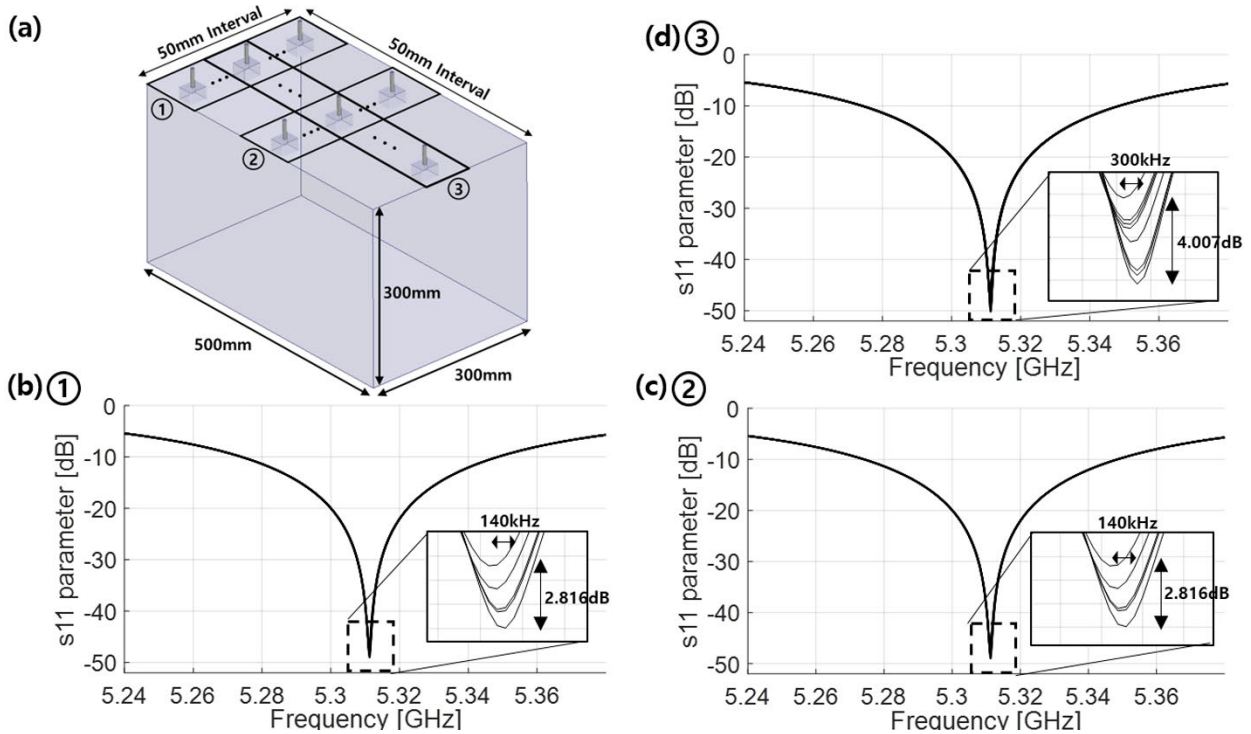 (a)
50mm Interval
50mm Interval
①
②
③
300mm
500mm
300mm
(d) ③
s11 parameter [dB]
0
-10
-20
-30
-40
-50
300kHz
4.007dB
5.24 5.26 5.28 5.3 5.32 5.34 5.36
Frequency [GHz]
(b) ①
s11 parameter [dB]
0
-10
-20
-30
-40
-50
140kHz
2.816dB
5.24 5.26 5.28 5.3 5.32 5.34 5.36
Frequency [GHz]
(c) ②
s11 parameter [dB]
0
-10
-20
-30
-40
-50
140kHz
2.816dB
5.24 5.26 5.28 5.3 5.32 5.34 5.36
Frequency [GHz]